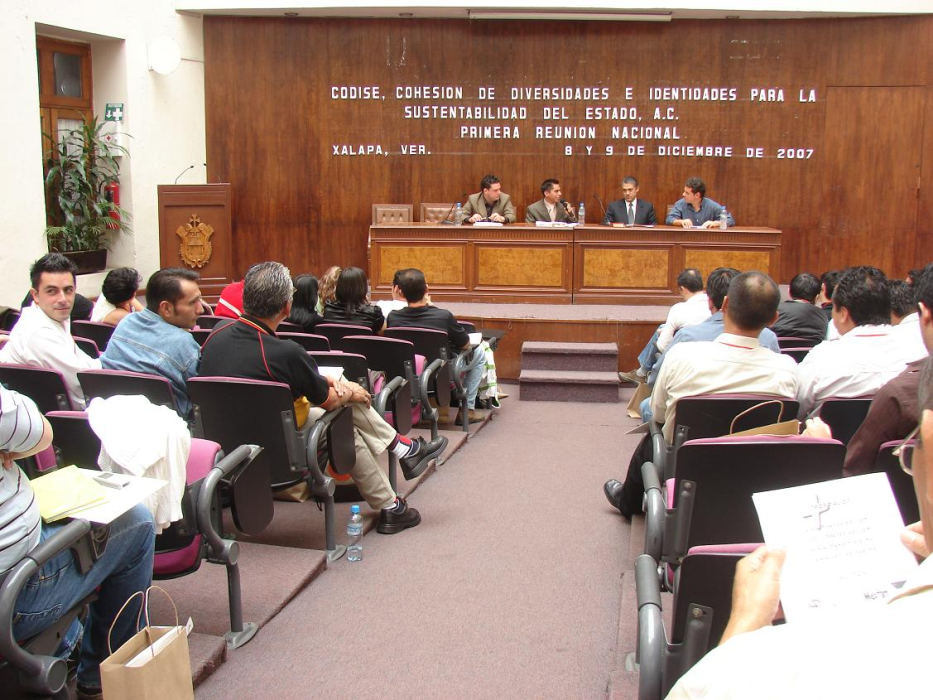 CODISE, COHESION DE DIVERSIDADES E IDENTIDADES PARA LA
SUSTENTABILIDAD DEL ESTADO, A.C.
PRIMERA REUNION NACIONAL
XALAPA, VER. 8 Y 9 DE DICIEMBRE DE 2007